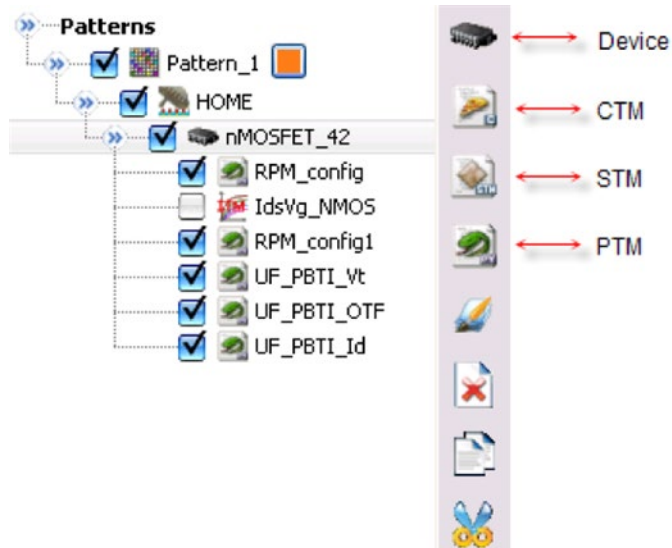 Patterns
Pattern_1
HOME
nMOSFET_42
RPM_config
IdsVg_NMOS
RPM_config1
UF_PBTI_Vt
UF_PBTI_OTF
UF_PBTI_Id
Device
CTM
STM
PTM